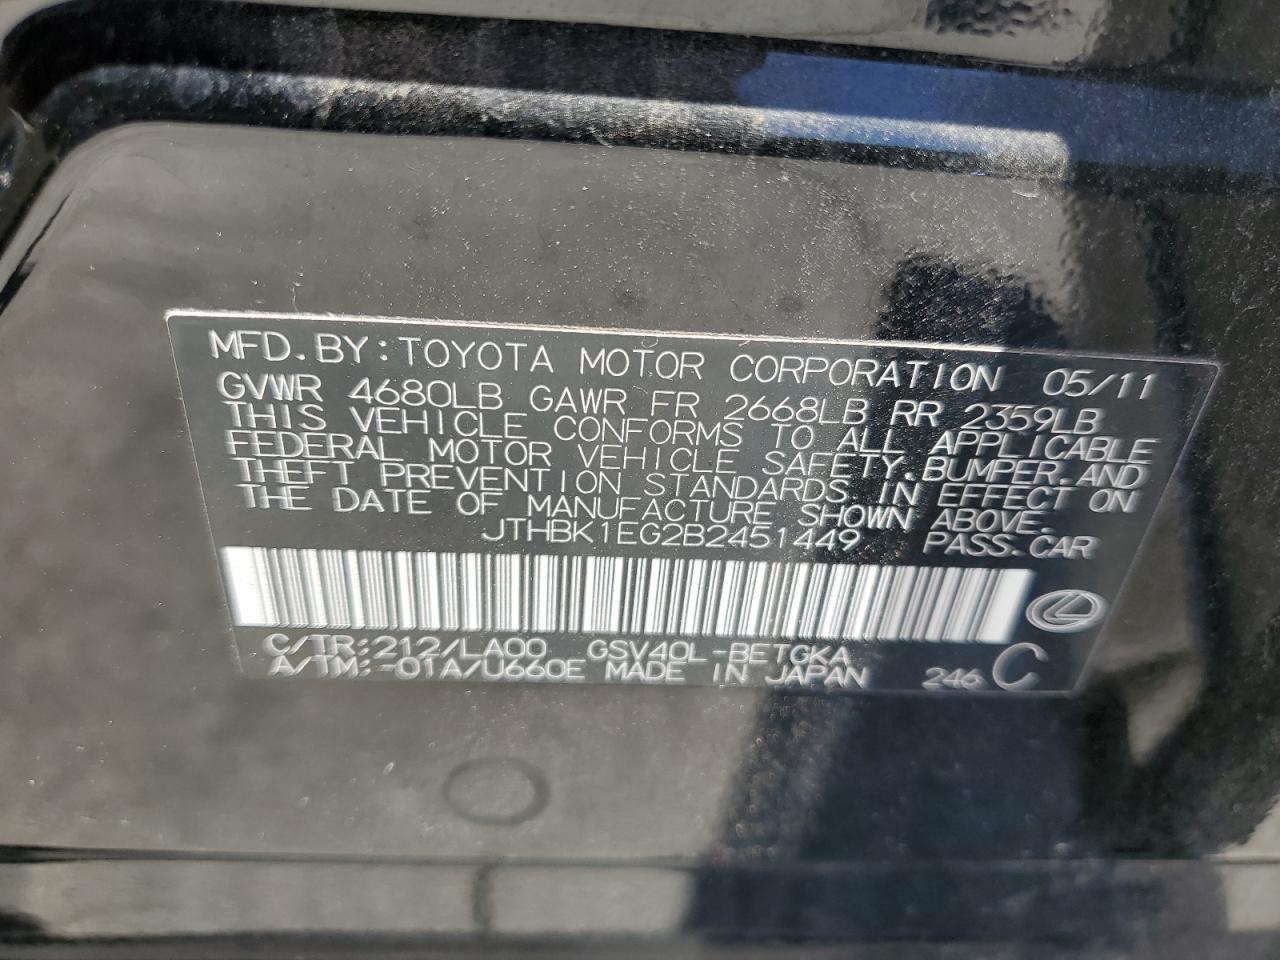 MFD.BY:TOYOTA MOTOR CORPORATION 05/11
GVWR 4680LB GAWR FR 2668LB RR 2359LB
THIS VEHICLE CONFORMS TO ALL APPLICABLE
FEDERAL MOTOR VEHICLE SAFETY,BUMPER,AND
THEFT PREVENTION STANDARDS IN EFFECT ON
THE DATE OF MANUFACTURE SHOWN ABOVE.
JTHBK1EG2B2451449 PASS.CAR
C/TR:212/LA00 GSV40L-BETGKA
A/TM:-01A/U660E MADE IN JAPAN 246 C